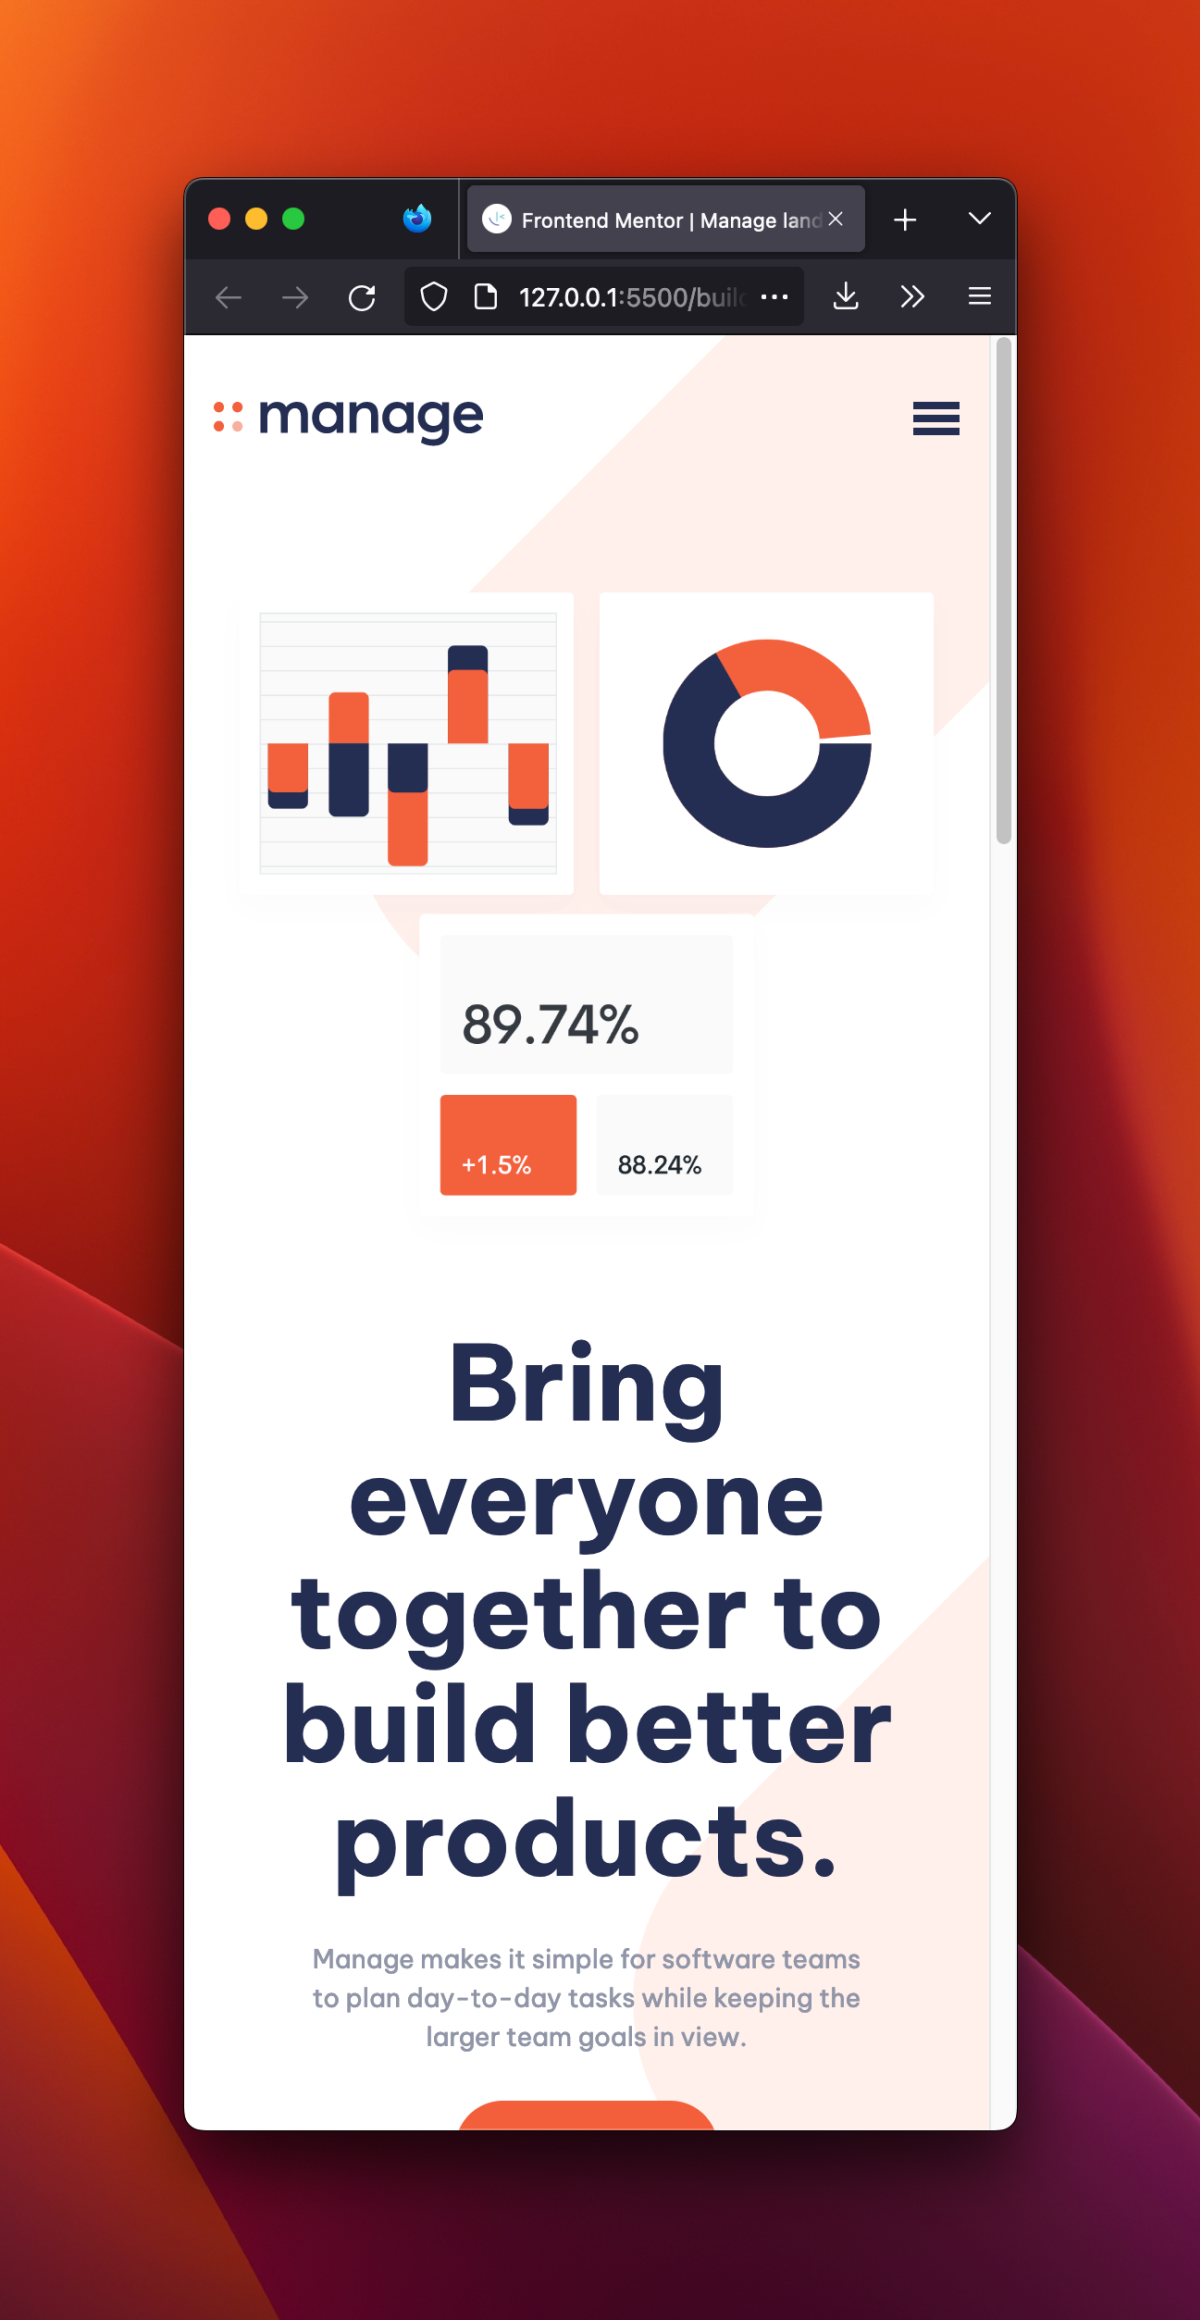 Frontend Mentor | Manage land
127.0.0.1:5500/build
manage
89.74%
+1.5%
88.24%
Bring
everyone
together to
build better
products.
Manage makes it simple for software teams
to plan day-to-day tasks while keeping the
larger team goals in view.